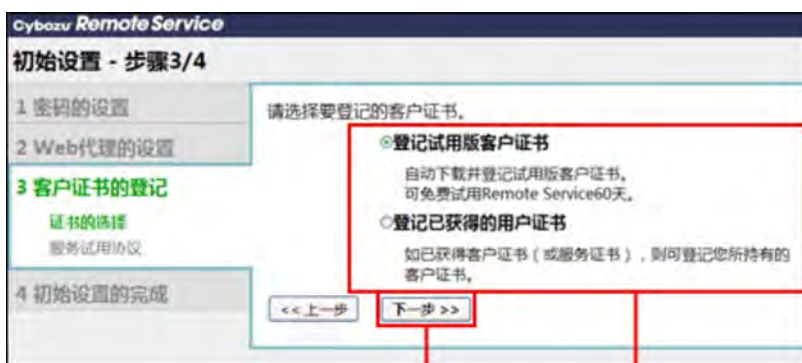 Cybozu Remote Service
初始设置 - 步骤3/4
1 密码的设置
2 Web代理的设置
3 客户证书的登记
证书的选择
服务试用协议
4 初始设置的完成
请选择要登记的客户证书。
登记试用版客户证书
自动下载并登记试用版客户证书。
可免费试用Remote Service60天。
登记已获得的用户证书
如已获得客户证书（或服务证书），则可登记您所持有的
客户证书。
<<上一步
下一步 >>